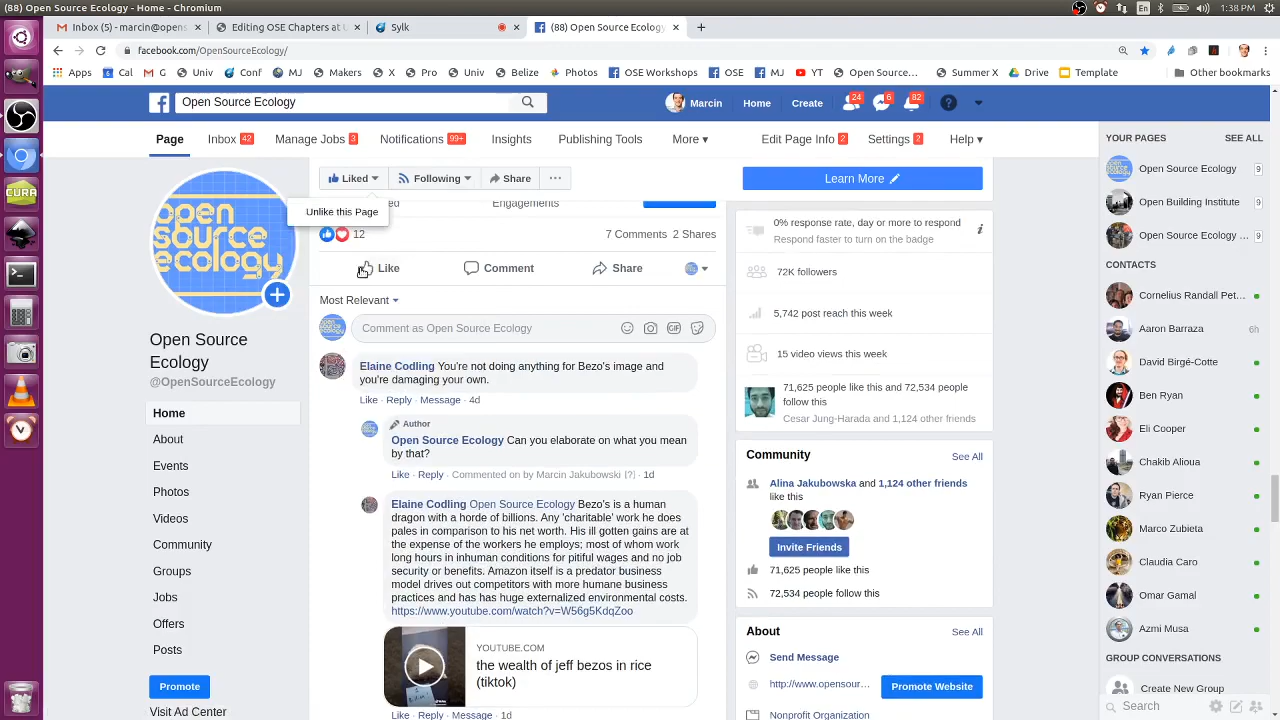 (88) Open Source Ecology - Home - Chromium
En
1:38 PM
Inbox (5) - marcin@opens
Editing OSE Chapters at
Sylk
(88) Open Source Ecology
facebook.com/OpenSourceEcology/
Apps
Cal
G
Univ
Conf
MJ
Makers
X
Pro
Univ
Belize
Photos
OSE Workshops
OSE
MJ
YT
Open Source...
Summer X
Drive
Template
Other bookmarks
Open Source Ecology
Marcin
Home
Create
24
6
82
Page
Inbox 42
Manage Jobs 3
Notifications 99+
Insights
Publishing Tools
More
Edit Page Info 2
Settings 2
Help
open source ecology
Open Source
Ecology
@OpenSourceEcology
Home
About
Events
Photos
Videos
Community
Groups
Jobs
Offers
Posts
Promote
Visit Ad Center
Liked
Following
Share
...
Unlike this Page
Engagements
12
7 Comments 2 Shares
Like
Comment
Share
Most Relevant
Comment as Open Source Ecology
GIF
Elaine Codling You're not doing anything for Bezo's image and
you're damaging your own.
Like · Reply · Message · 4d
Author
Open Source Ecology Can you elaborate on what you mean
by that?
Like · Reply · Commented on by Marcin Jakubowski [?] · 1d
Elaine Codling Open Source Ecology Bezo's is a human
dragon with a horde of billions. Any 'charitable' work he does
pales in comparison to his net worth. His ill gotten gains are at
the expense of the workers he employs; most of whom work
long hours in inhuman conditions for pitiful wages and no job
security or benefits. Amazon itself is a predator business
model drives out competitors with more humane business
practices and has has huge externalized environmental costs.
https://www.youtube.com/watch?v=W56g5KdqZoo
YOUTUBE.COM
the wealth of jeff bezos in rice
(tiktok)
Like · Reply · Message · 1d
Learn More
0% response rate, day or more to respond
Respond faster to turn on the badge
72K followers
5,742 post reach this week
15 video views this week
71,625 people like this and 72,534 people
follow this
Cesar Jung-Harada and 1,124 other friends
Community
See All
Alina Jakubowska and 1,124 other friends
like this
Invite Friends
71,625 people like this
72,534 people follow this
About
See All
Send Message
http://www.opensour...
Promote Website
Nonprofit Organization
YOUR PAGES
SEE ALL
Open Source Ecology 9
Open Building Institute 9
Open Source Ecology ... 9
CONTACTS
Cornelius Randall Pet...
Aaron Barraza 6h
David Birgé-Cotte
Ben Ryan
Eli Cooper
Chakib Alioua
Ryan Pierce
Marco Zubieta
Claudia Caro
Omar Gamal
Azmi Musa
GROUP CONVERSATIONS
Create New Group
Search
CURA